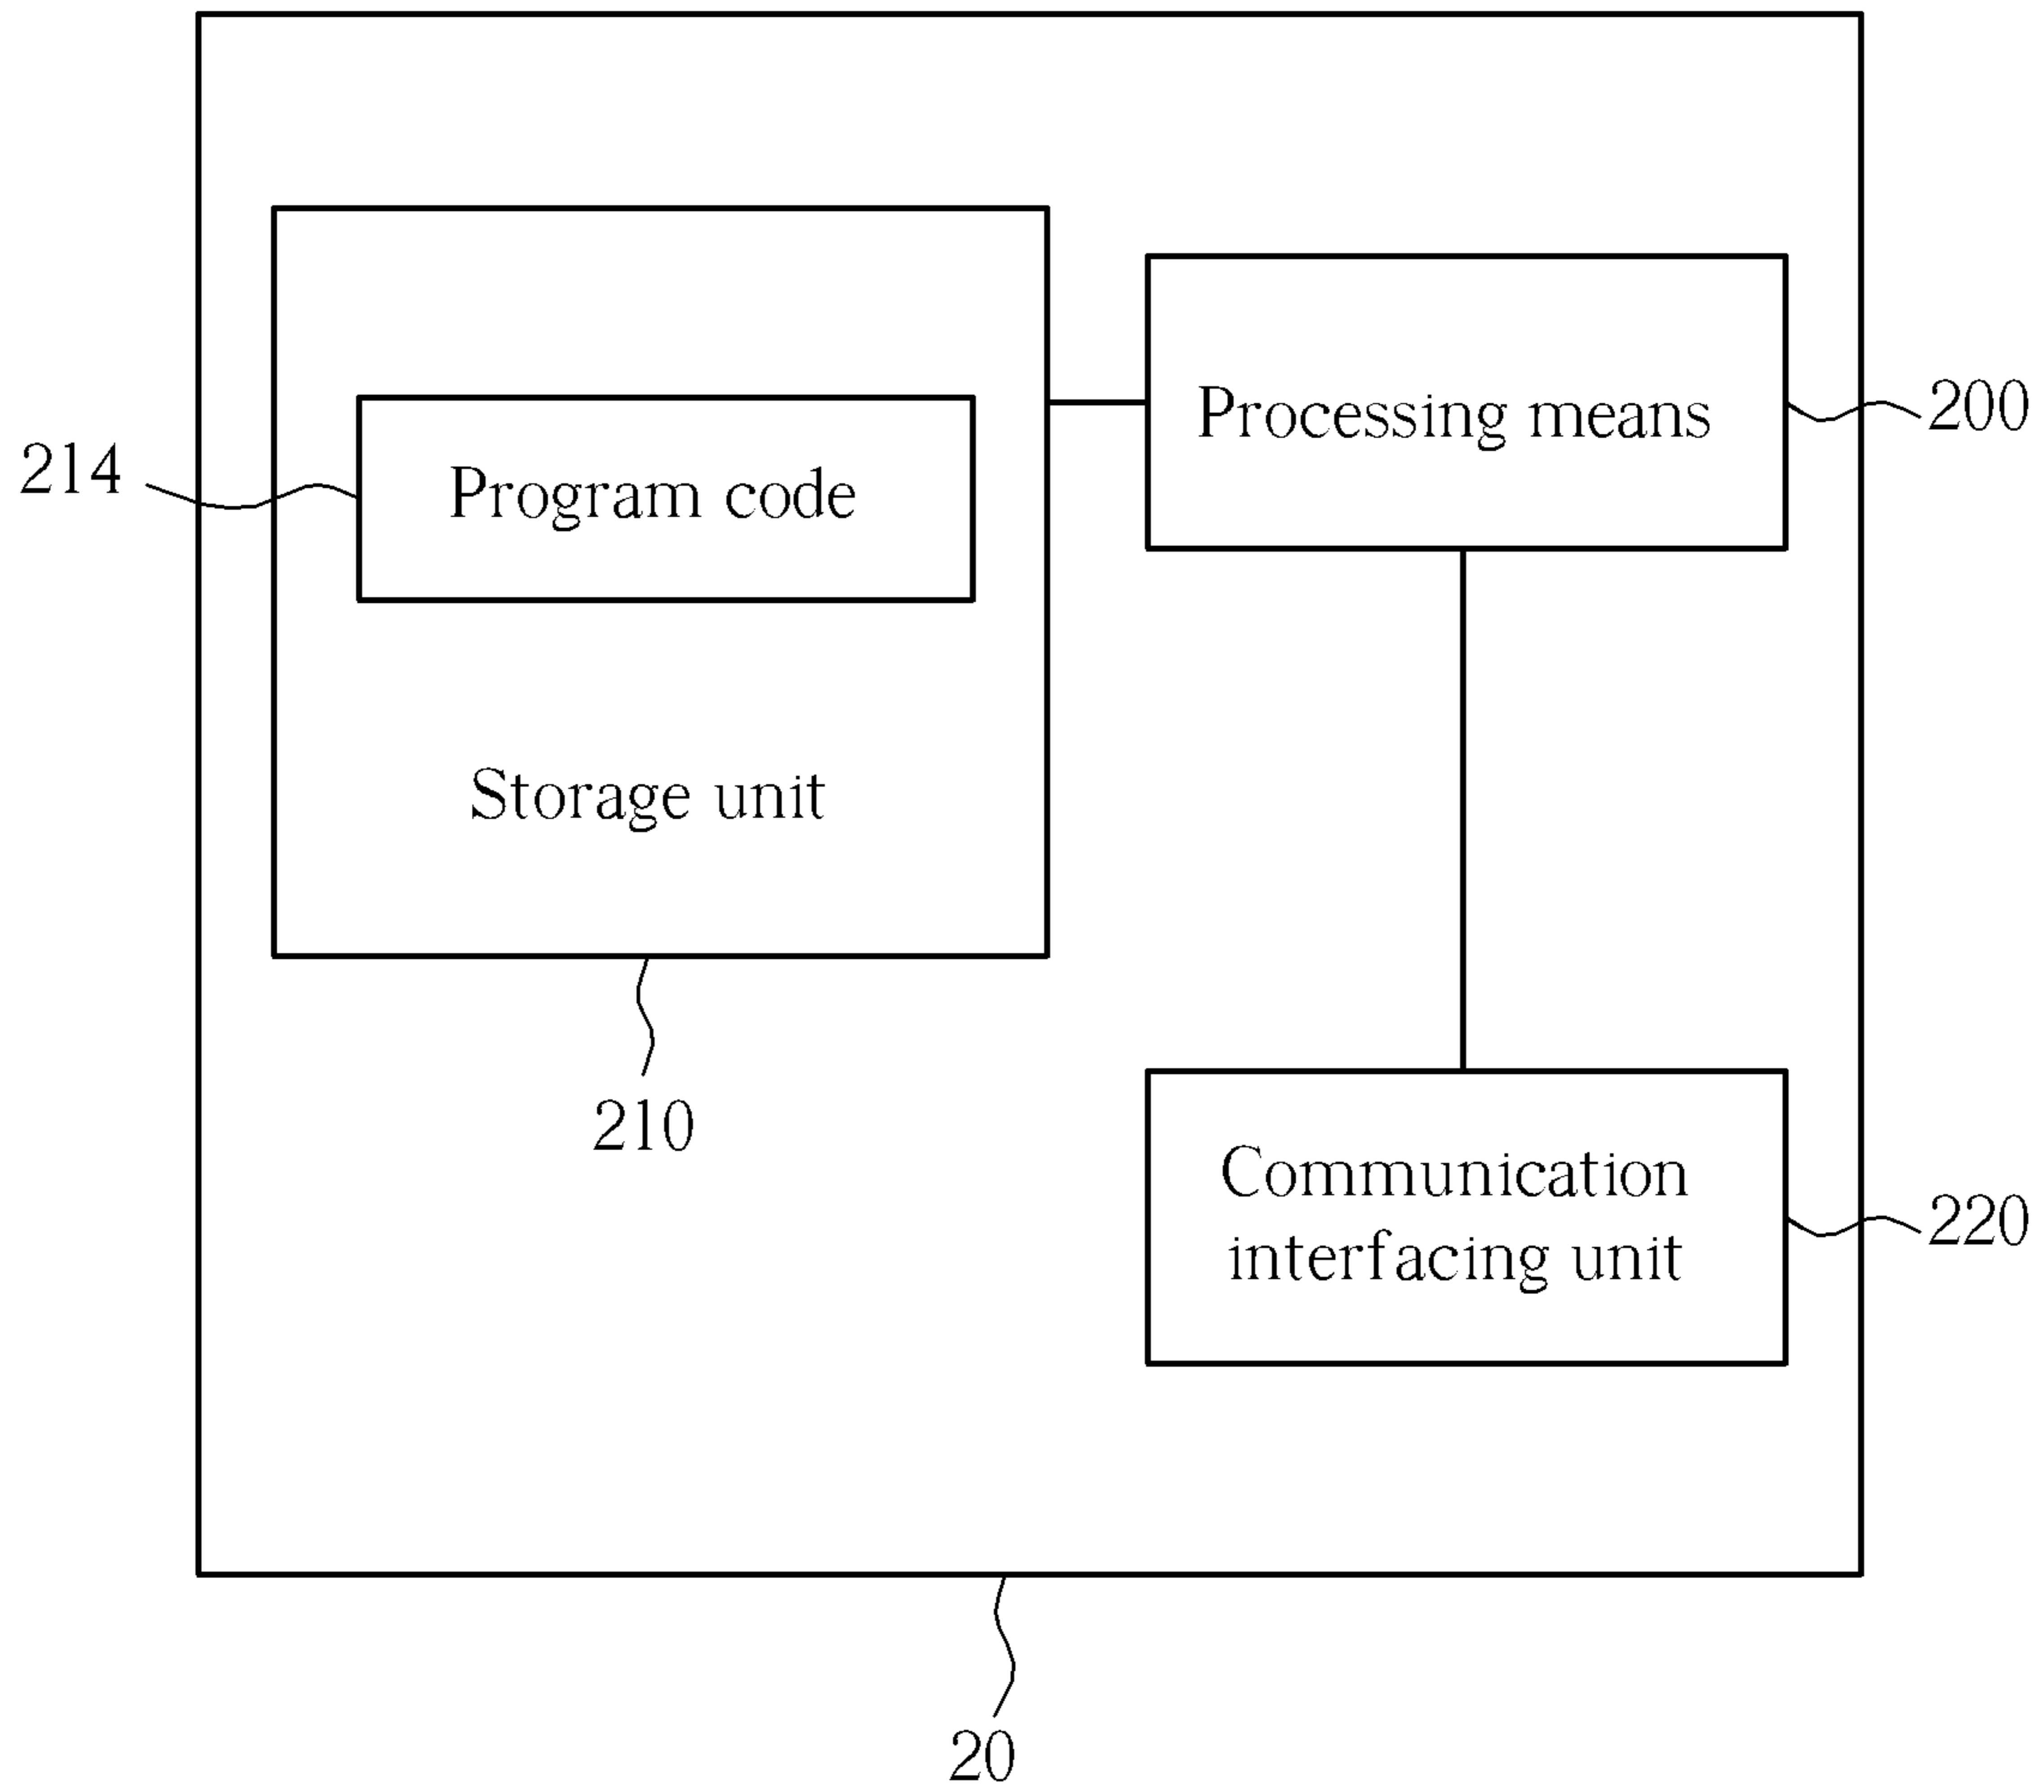 Processing means
200
214
Program code
Storage unit
210
Communication
interfacing unit
220
20